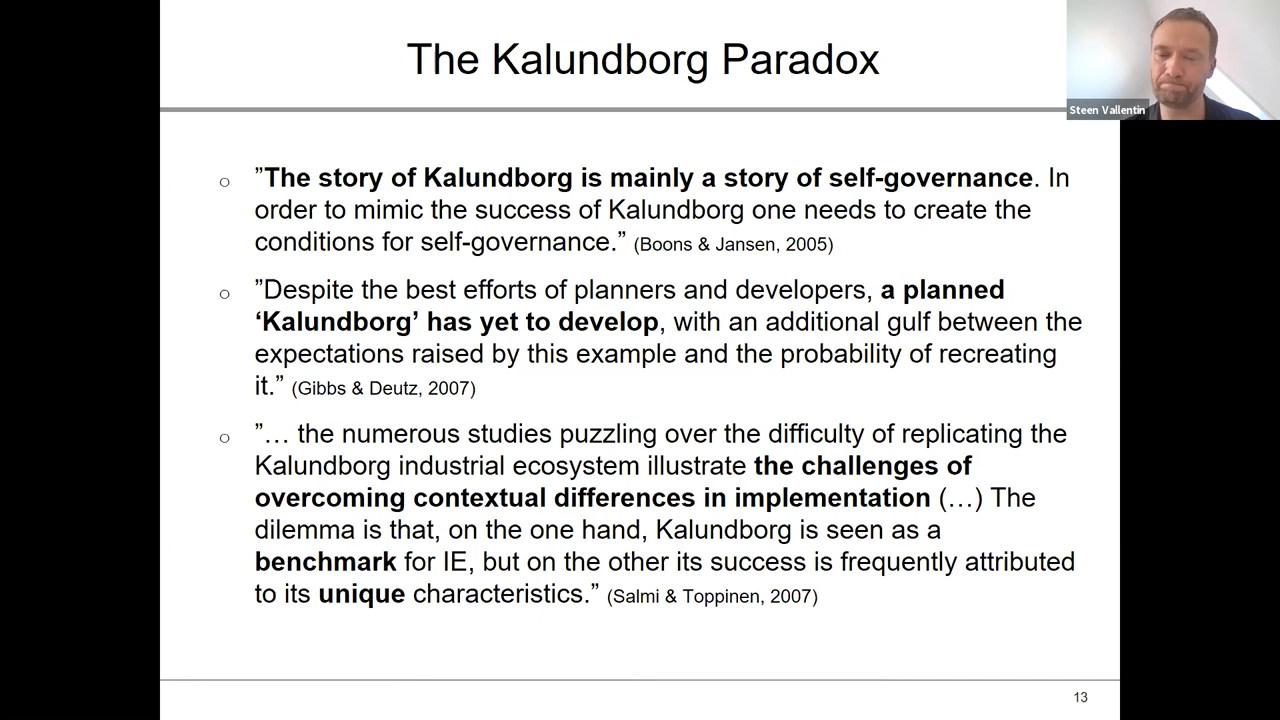 The Kalundborg Paradox
Steen Vallentin
○ ”The story of Kalundborg is mainly a story of self-governance. In
order to mimic the success of Kalundborg one needs to create the
conditions for self-governance.” (Boons & Jansen, 2005)
○ ”Despite the best efforts of planners and developers, a planned
‘Kalundborg’ has yet to develop, with an additional gulf between the
expectations raised by this example and the probability of recreating
it.” (Gibbs & Deutz, 2007)
○ ”… the numerous studies puzzling over the difficulty of replicating the
Kalundborg industrial ecosystem illustrate the challenges of
overcoming contextual differences in implementation (…) The
dilemma is that, on the one hand, Kalundborg is seen as a
benchmark for IE, but on the other its success is frequently attributed
to its unique characteristics.” (Salmi & Toppinen, 2007)
13